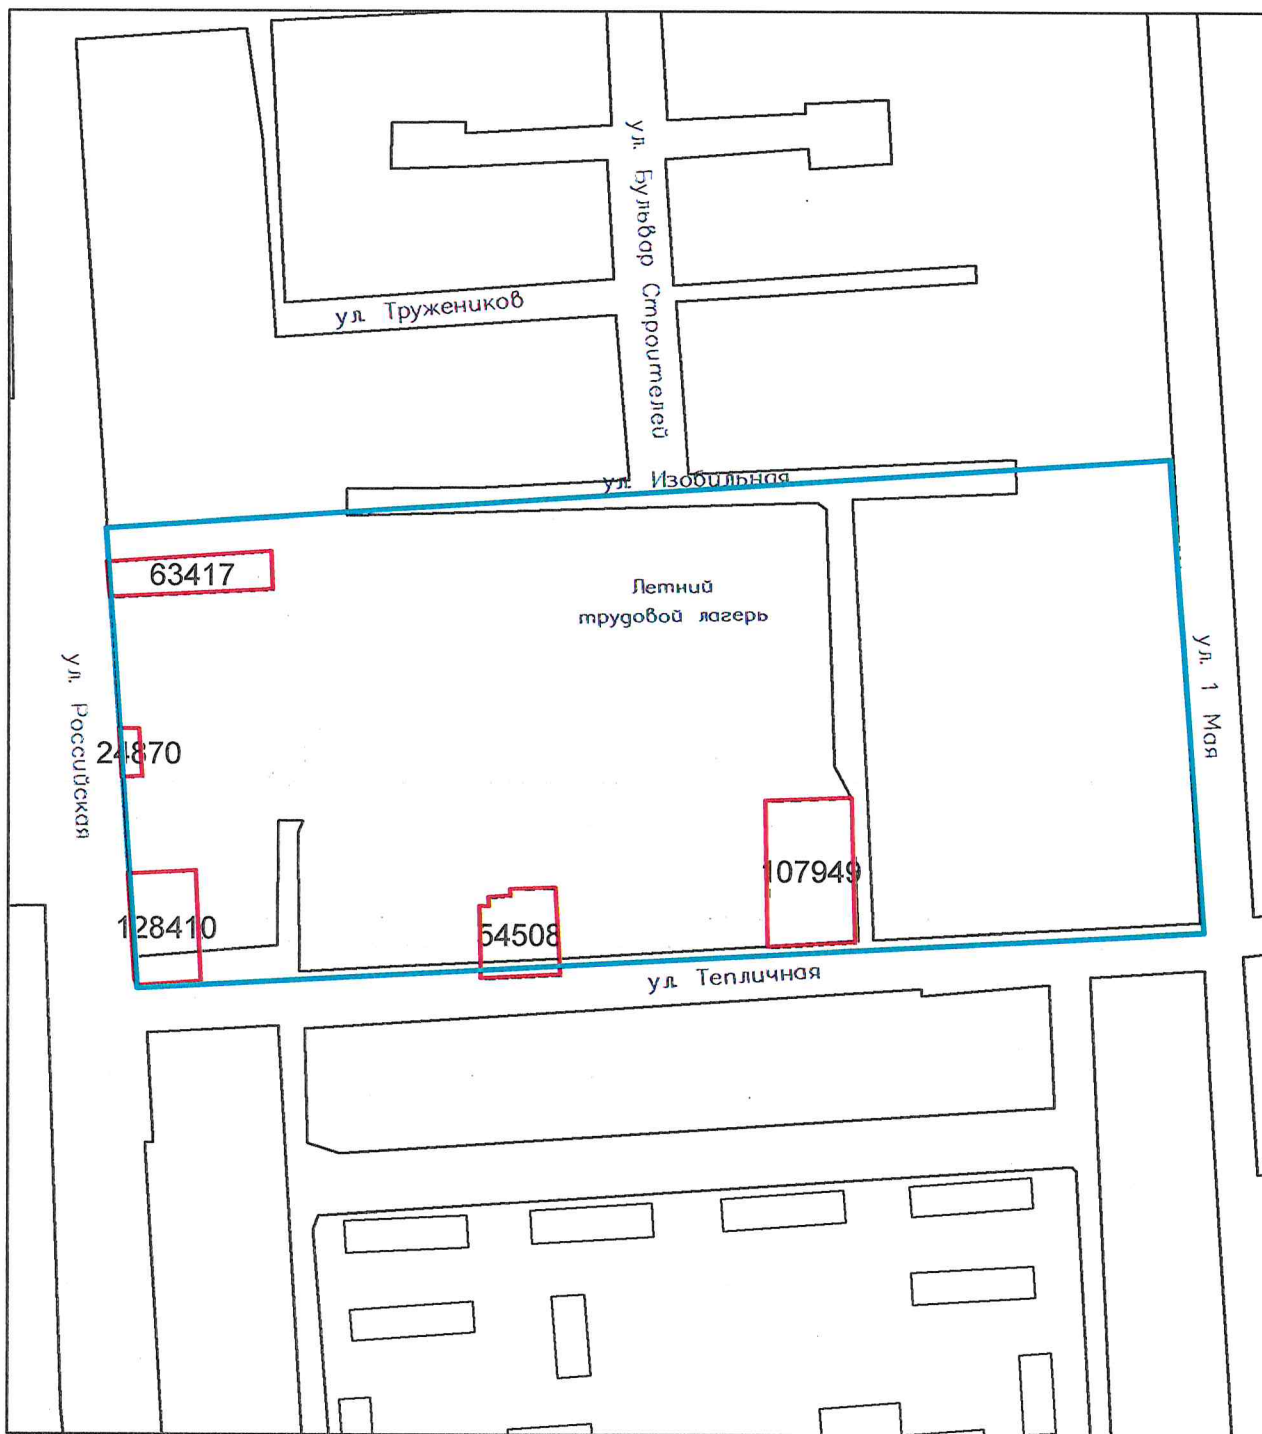 ул. Бульвар Строителей
ул. Тружеников
ул. Изобильная
63417
Летний
трудовой лагерь
ул. Российская
ул. 1 Мая
24870
107949
128410
54508
ул. Тепличная